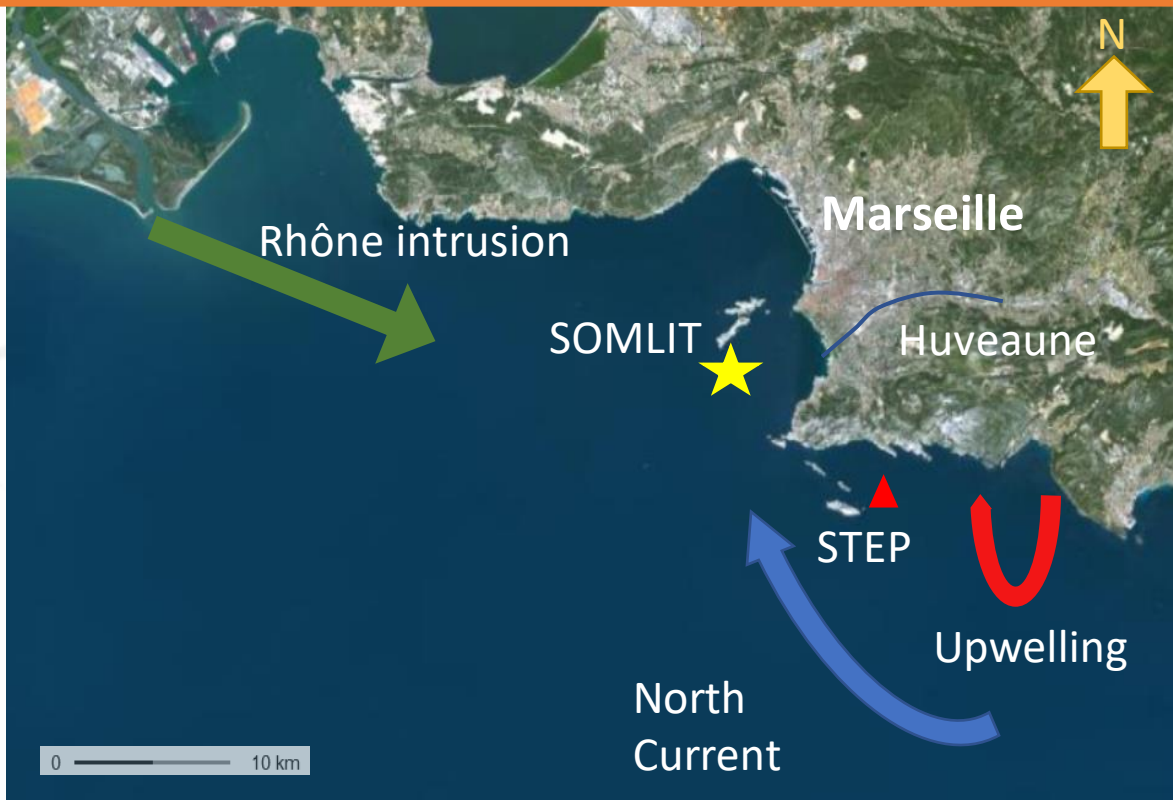 N
Marseille
Rhône intrusion
SOMLIT
Huveaune
STEP
Upwelling
North
Current
0 10 km